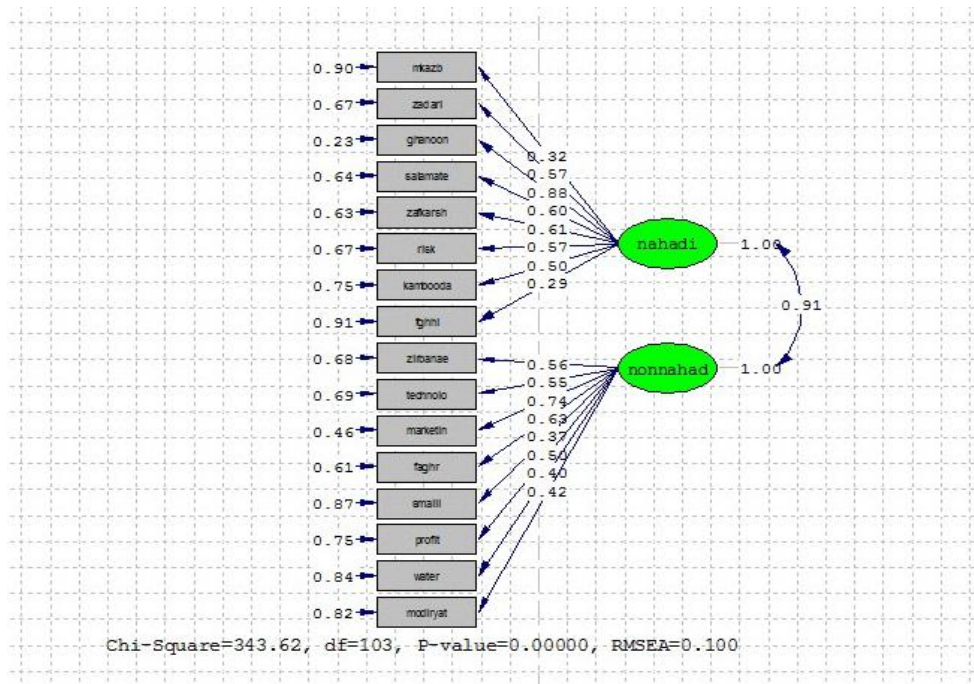 0.90 mkazb
0.67 zadari
0.23 ghanoon
0.64 salamate
0.63 zafkarsh
0.67 risk
0.75 kambooda
0.91 fghhi
0.68 zirbanae
0.69 technolo
0.46 marketin
0.61 faghr
0.87 smalll
0.75 profit
0.84 water
0.82 modiryat
0.32
0.57
0.88
0.60
0.61
0.57
0.50
0.29
0.56
0.55
0.74
0.63
0.37
0.50
0.40
0.42
nahadi 1.00
0.91
nonnahad 1.00
Chi-Square=343.62, df=103, P-value=0.00000, RMSEA=0.100